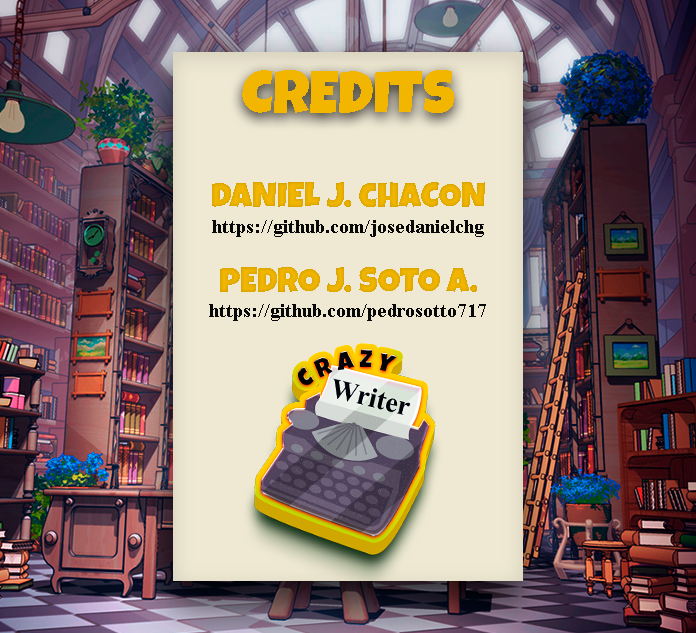 CREDITS
DANIEL J. CHACON
https://github.com/josedanielchg
PEDRO J. SOTO A.
https://github.com/pedrosotto717
CRAZY
Writer